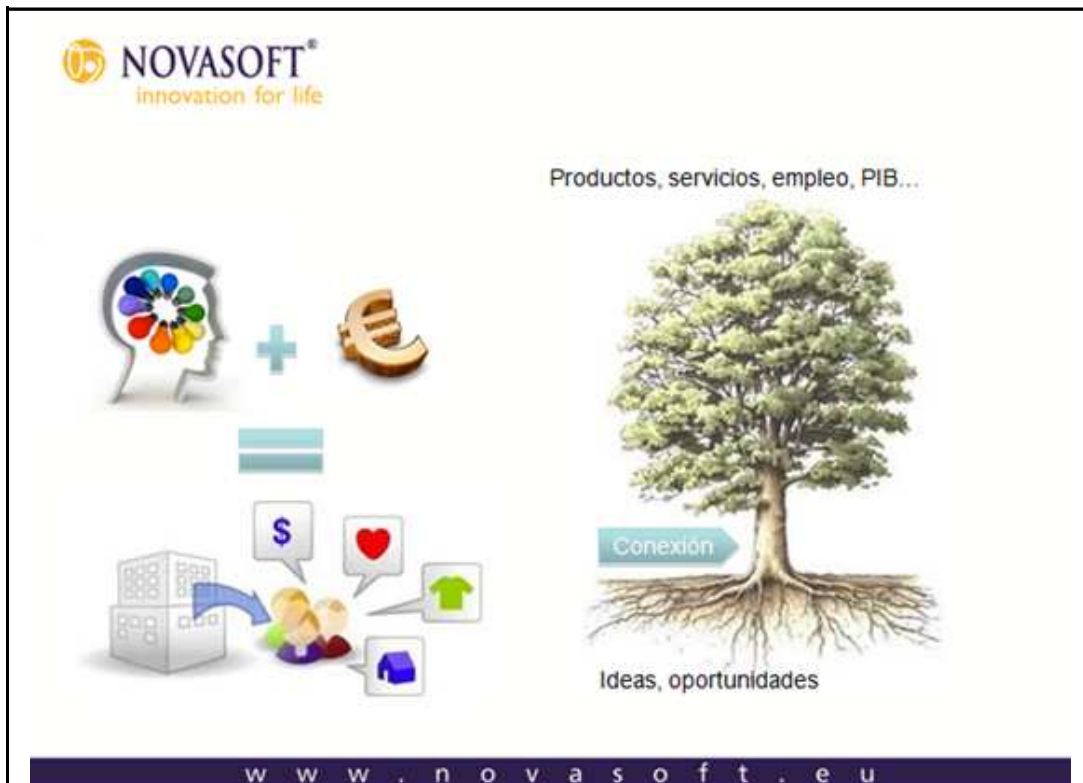 NOVASOFT®
innovation for life
Productos, servicios, empleo, PIB...
€
$
Conexión
Ideas, oportunidades
www.novasoft.eu